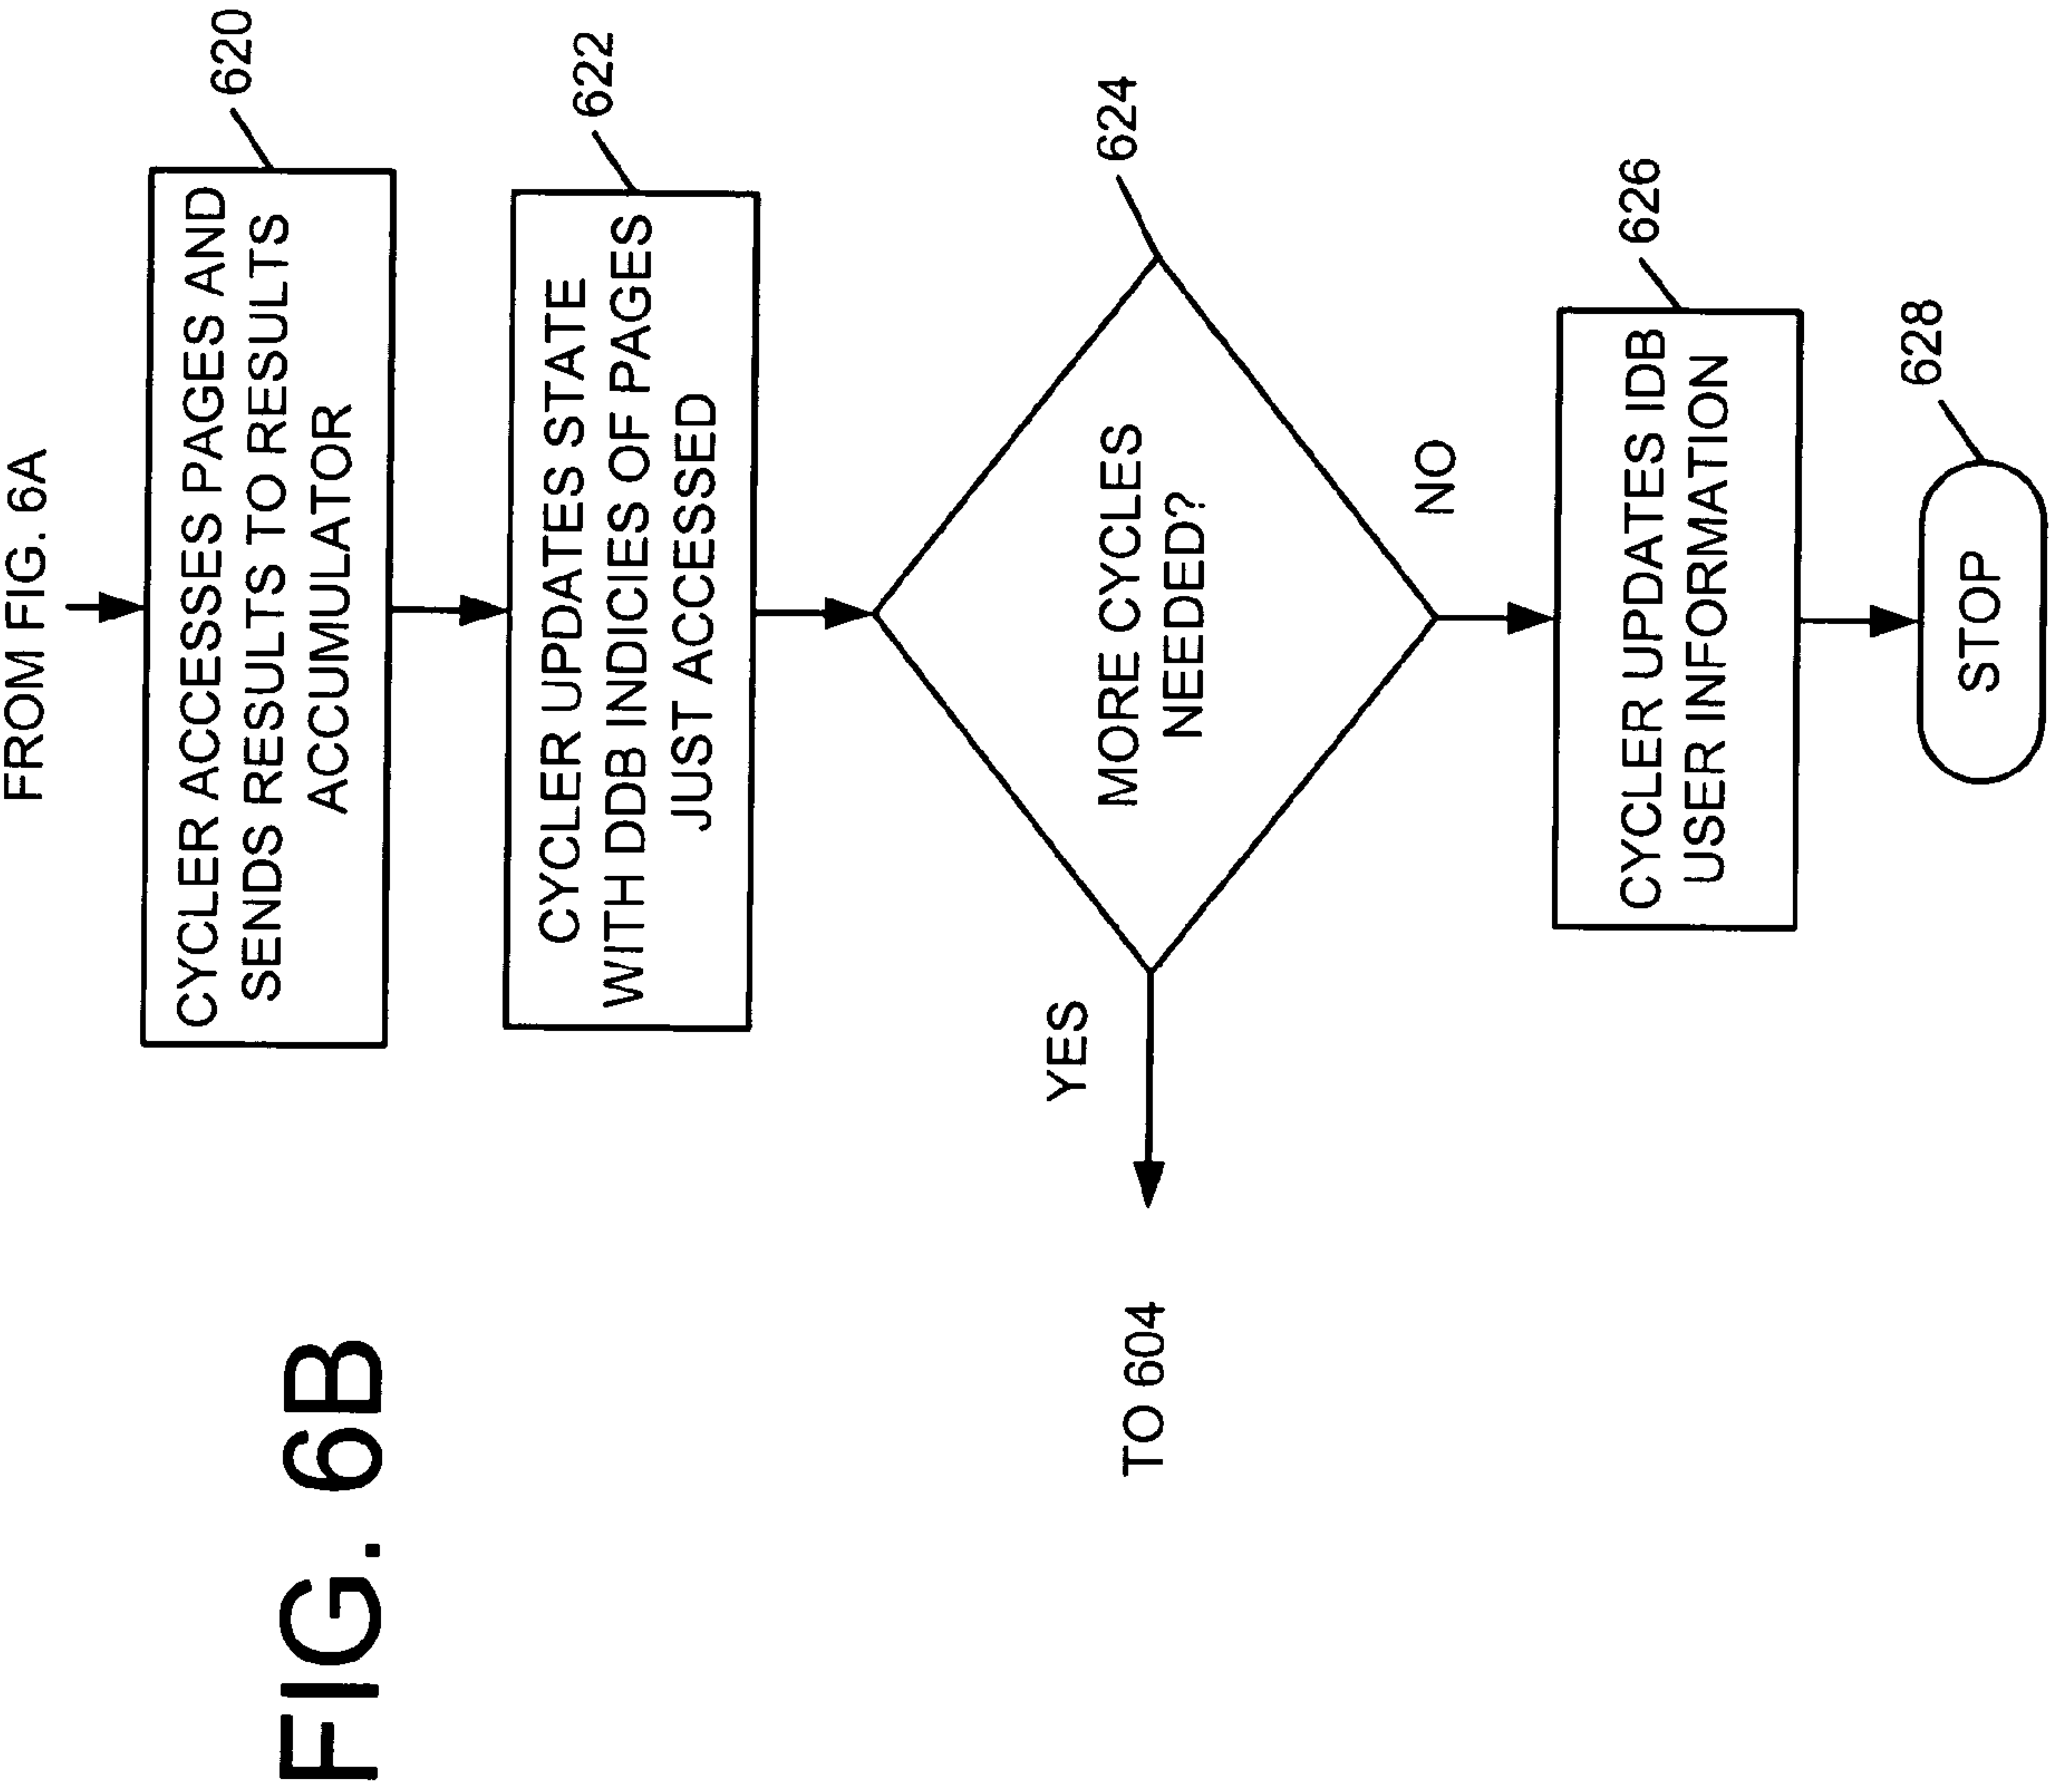 FIG. 6B
FROM FIG. 6A
CYCLER ACCESSES PAGES AND
SENDS RESULTS TO RESULTS
ACCUMULATOR
620
CYCLER UPDATES STATE
WITH DDB INDICIES OF PAGES
JUST ACCESSED
622
MORE CYCLES
NEEDED?
624
YES
TO 604
NO
CYCLER UPDATES IDB
USER INFORMATION
626
STOP
628